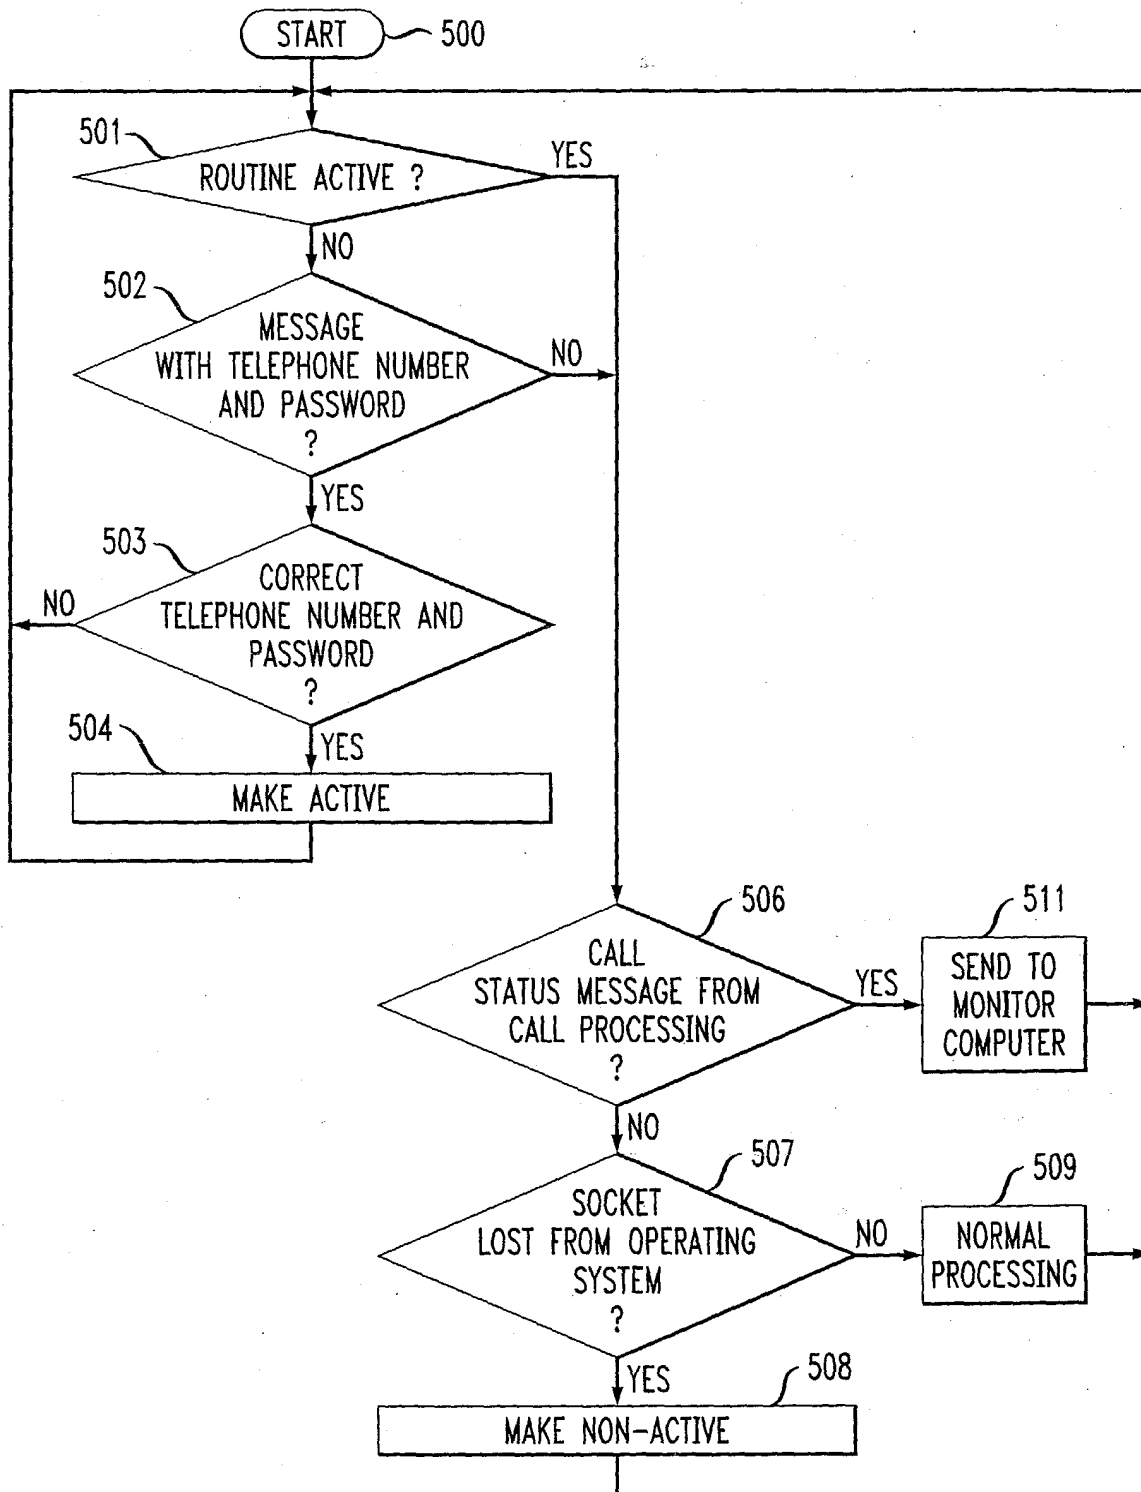 START
500
501
ROUTINE ACTIVE ?
YES
NO
502
MESSAGE
WITH TELEPHONE NUMBER
AND PASSWORD
?
NO
YES
503
CORRECT
TELEPHONE NUMBER AND
PASSWORD
?
NO
YES
504
MAKE ACTIVE
506
CALL
STATUS MESSAGE FROM
CALL PROCESSING
?
YES
511
SEND TO
MONITOR
COMPUTER
NO
507
SOCKET
LOST FROM OPERATING
SYSTEM
?
NO
509
NORMAL
PROCESSING
YES
508
MAKE NON-ACTIVE